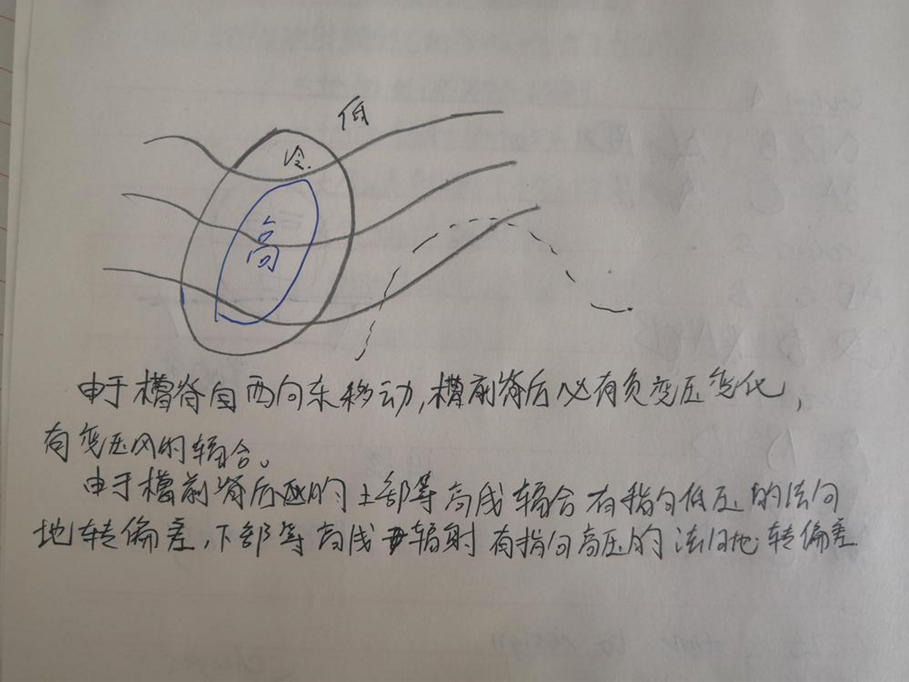 低
冷
高
由于槽脊自西向东移动,槽前脊后必有负变压变化,
有变压风的辐合。
由于槽前脊后的上部等高线辐合有指向低压的法向
地转偏差,下部等高线辐射有指向高压的法向地转偏差